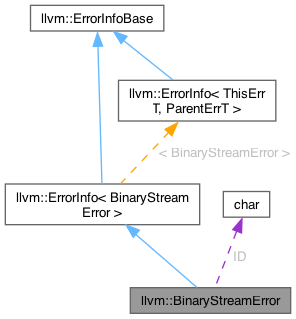 llvm::ErrorInfoBase
llvm::ErrorInfo< ThisErr
T, ParentErrT >
< BinaryStreamError >
llvm::ErrorInfo< BinaryStream
Error >
char
ID
llvm::BinaryStreamError